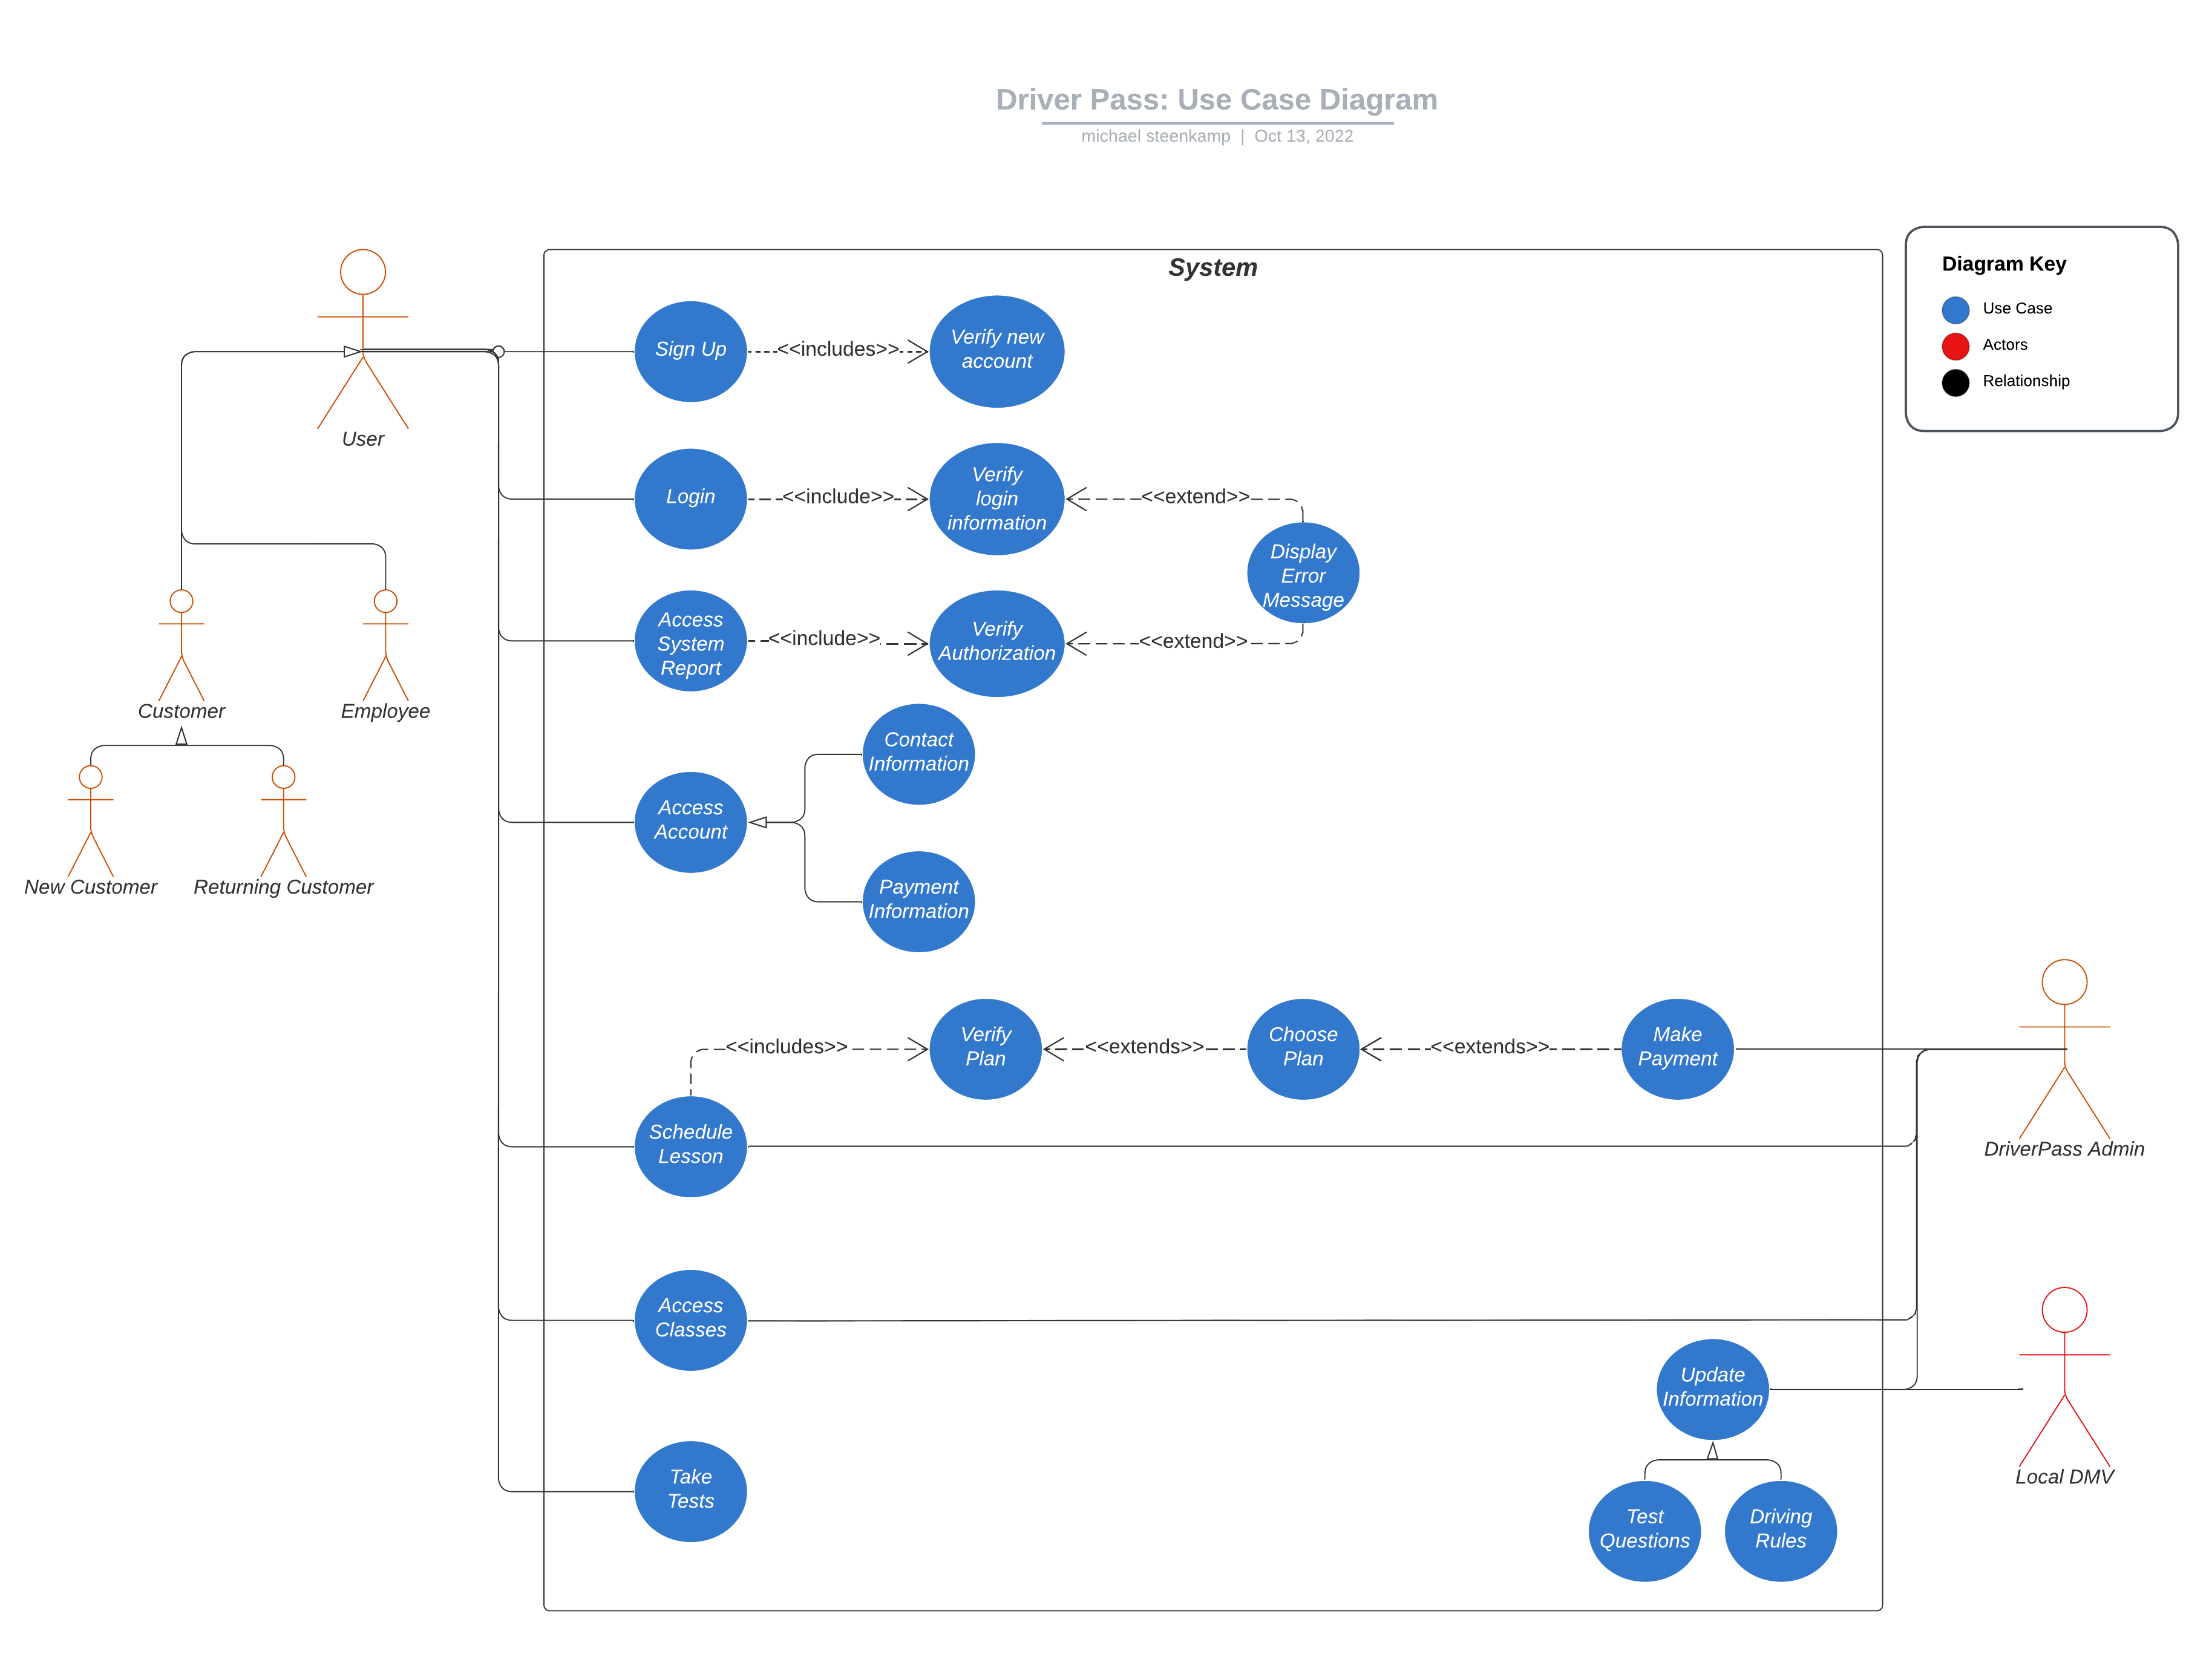 Driver Pass: Use Case Diagram
michael steenkamp | Oct 13, 2022
System
Diagram Key
Use Case
Actors
Relationship
User
Customer
Employee
New Customer
Returning Customer
Sign Up
<<includes>>
Verify new
account
Login
<<include>>
Verify
login
information
<<extend>>
Display
Error
Message
Access
System
Report
<<include>>
Verify
Authorization
<<extend>>
Contact
Information
Access
Account
Payment
Information
<<includes>>
Verify
Plan
<<extends>>
Choose
Plan
<<extends>>
Make
Payment
DriverPass Admin
Schedule
Lesson
Access
Classes
Update
Information
Local DMV
Take
Tests
Test
Questions
Driving
Rules